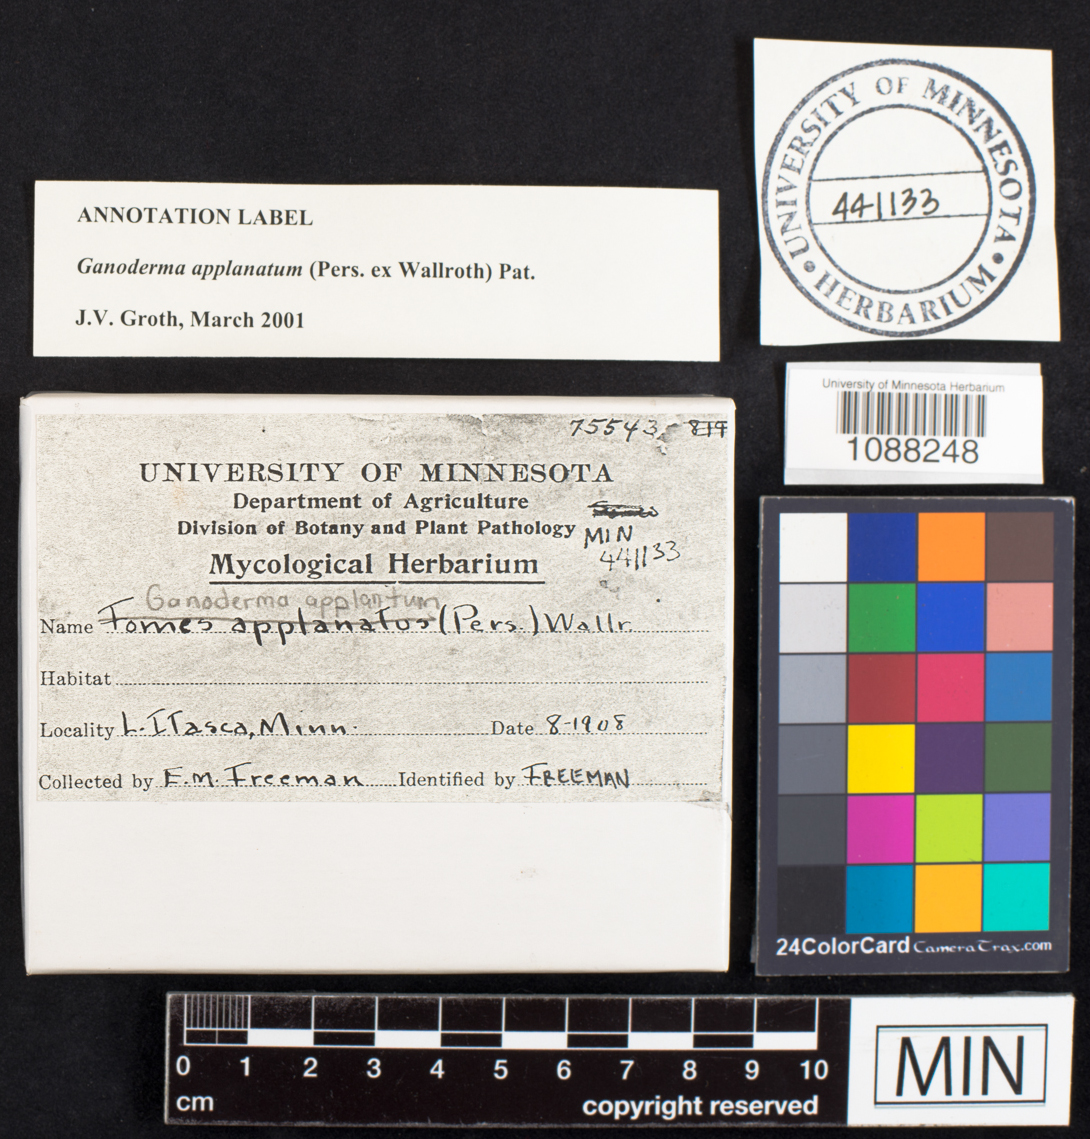 UNIVERSITY OF MINNESOTA
• HERBARIUM •
441133
ANNOTATION LABEL
Ganoderma applanatum (Pers. ex Wallroth) Pat.
J.V. Groth, March 2001
University of Minnesota Herbarium
1088248
75543
UNIVERSITY OF MINNESOTA
Department of Agriculture
Division of Botany and Plant Pathology
MIN
441133
Mycological Herbarium
Ganoderma applantum
Name Fomes applanatus (Pers.) Wallr.
Habitat
Locality L. Itasca, Minn. Date 8-1908
Collected by E.M. Freeman Identified by FREEMAN
24ColorCard CameraTrax.com
0 1 2 3 4 5 6 7 8 9 10
cm copyright reserved
MIN